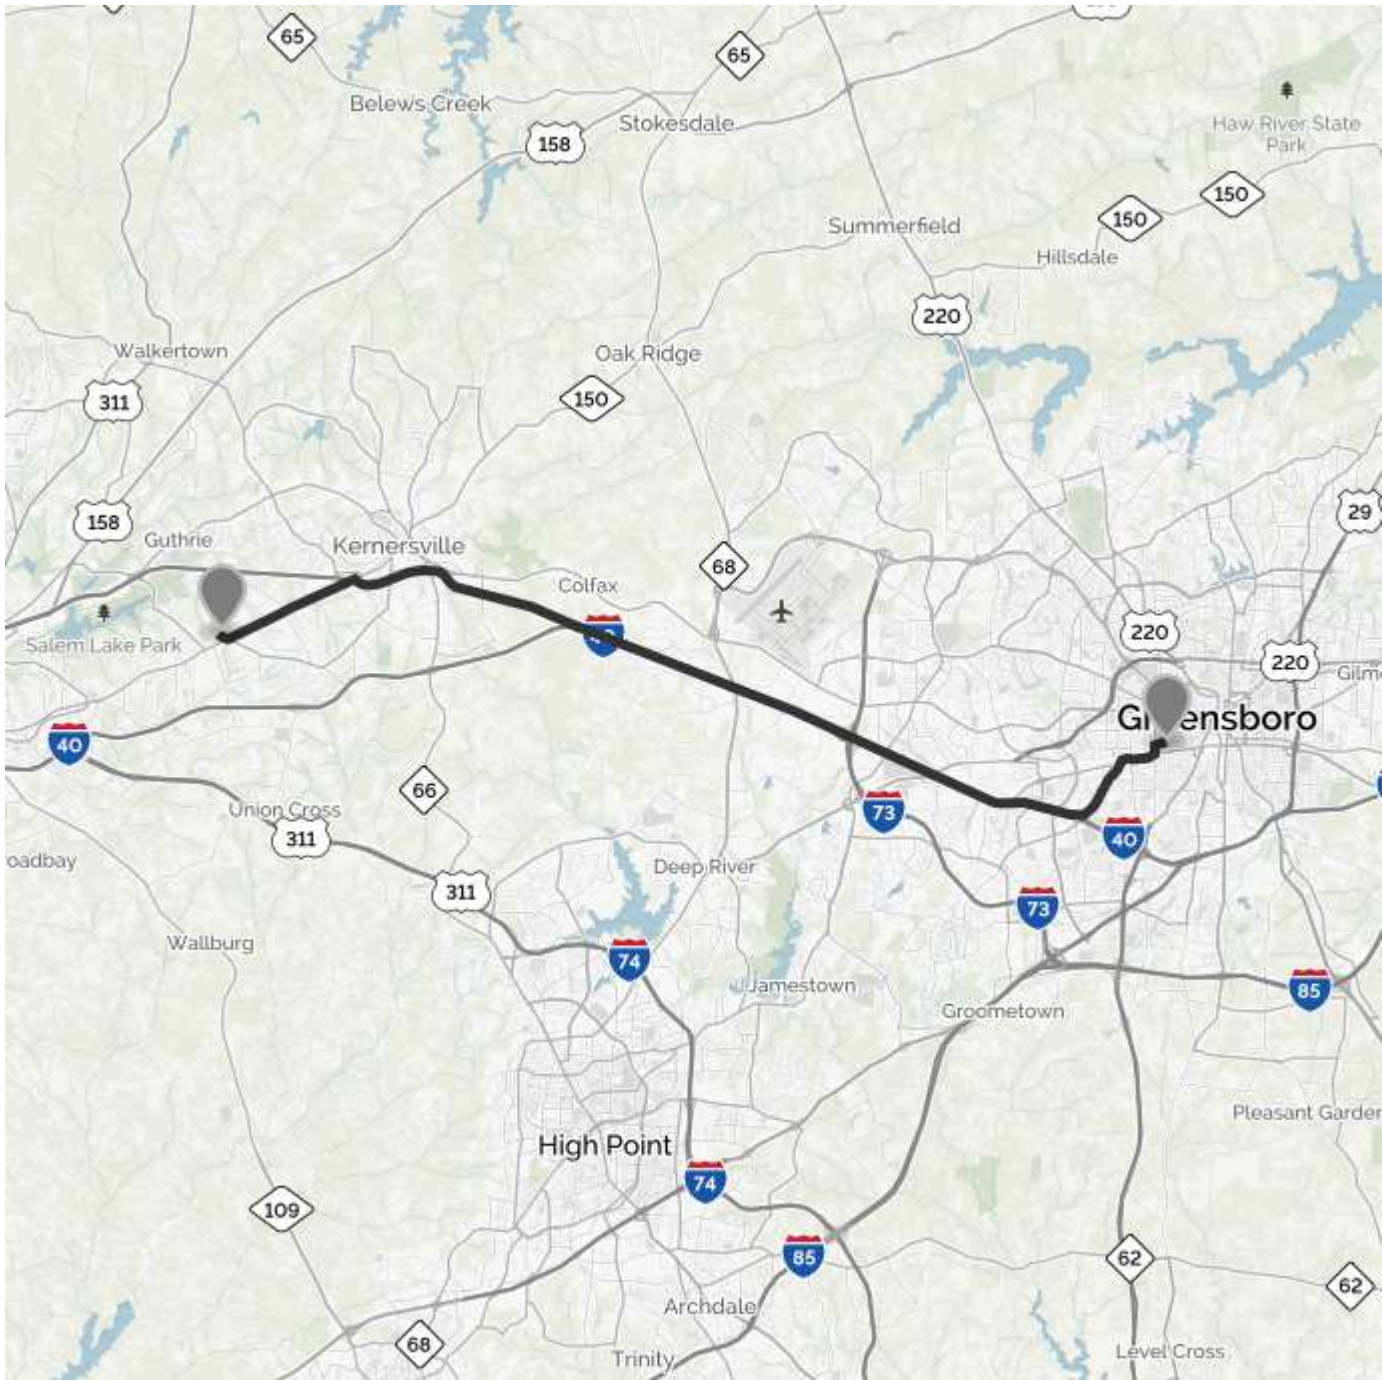 65
65
Belews Creek
Stokesdale
158
Haw River State
Park
150
150
Summerfield
Hillsdale
220
Walkertown
Oak Ridge
311
150
158
29
Guthrie
Kernersville
68
Colfax
Salem Lake Park
220
220
Greensboro
40
66
73
40
Union Cross
311
Deep River
311
73
Wallburg
74
Jamestown
85
Groometown
Pleasant Garden
High Point
74
109
85
62
62
Archdale
68
Trinity
Level Cross